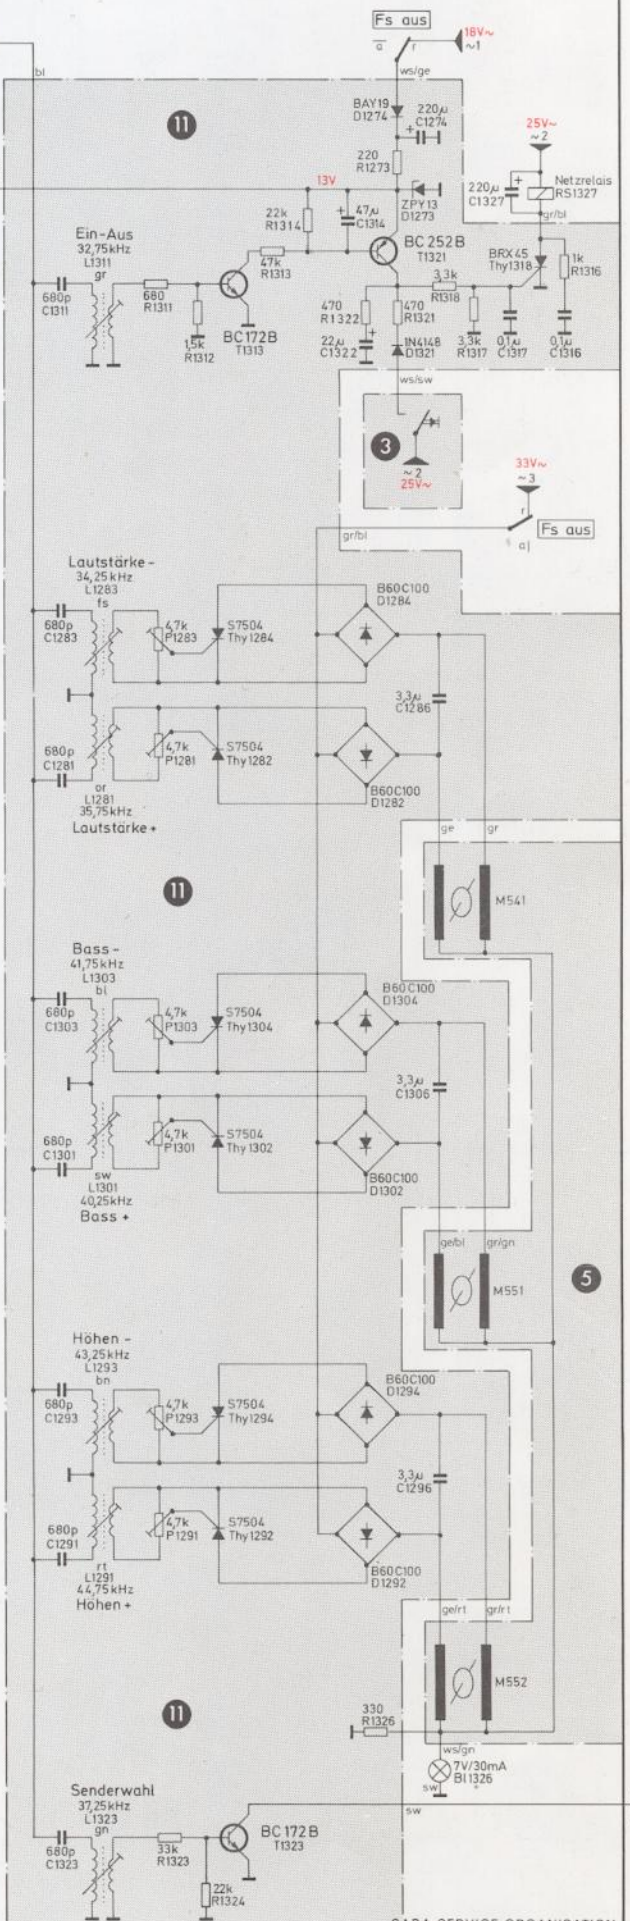 Fs aus
18V~
~1
a
r
bl
ws/ge
11
BAY19
D1274
220µ
C1274
25V~
~2
220
R1273
13V
ZPY13
D1273
220µ
C1327
Netzrelais
RS1327
gr/bl
22k
R1314
47µ
C1314
Ein-Aus
32,75kHz
L1311
gr
47k
R1313
BC252B
T1321
BRX45
Thy1318
1k
R1316
680p
C1311
680
R1311
BC172B
T1313
1,5k
R1312
470
R1322
470
R1321
3,3k
R1318
22µ
C1322
1N4148
D1321
3,3k
R1317
0,1µ
C1317
0,1µ
C1316
ws/sw
3
~2
25V~
33V~
~3
r
Fs aus
a
gr/bl
Lautstärke-
34,25kHz
L1283
fs
680p
C1283
4,7k
P1283
S7504
Thy1284
B60C100
D1284
3,3µ
C1286
680p
C1281
4,7k
P1281
S7504
Thy1282
B60C100
D1282
or
L1281
35,75kHz
Lautstärke+
ge
gr
11
M541
Bass-
41,75kHz
L1303
bl
680p
C1303
4,7k
P1303
S7504
Thy1304
B60C100
D1304
3,3µ
C1306
680p
C1301
4,7k
P1301
S7504
Thy1302
B60C100
D1302
sw
L1301
40,25kHz
Bass +
ge/bl
gr/gn
M551
5
Höhen -
43,25kHz
L1293
bn
680p
C1293
4,7k
P1293
S7504
Thy1294
B60C100
D1294
3,3µ
C1296
680p
C1291
4,7k
P1291
S7504
Thy1292
B60C100
D1292
rt
L1291
44,75kHz
Höhen +
ge/rt
gr/rt
M552
11
330
R1326
ws/gn
7V/30mA
Bl1326
sw
sw
Senderwahl
37,25kHz
L1323
gn
680p
C1323
33k
R1323
BC172B
T1323
22k
R1324
SABA-SERVICE-ORGANISATION